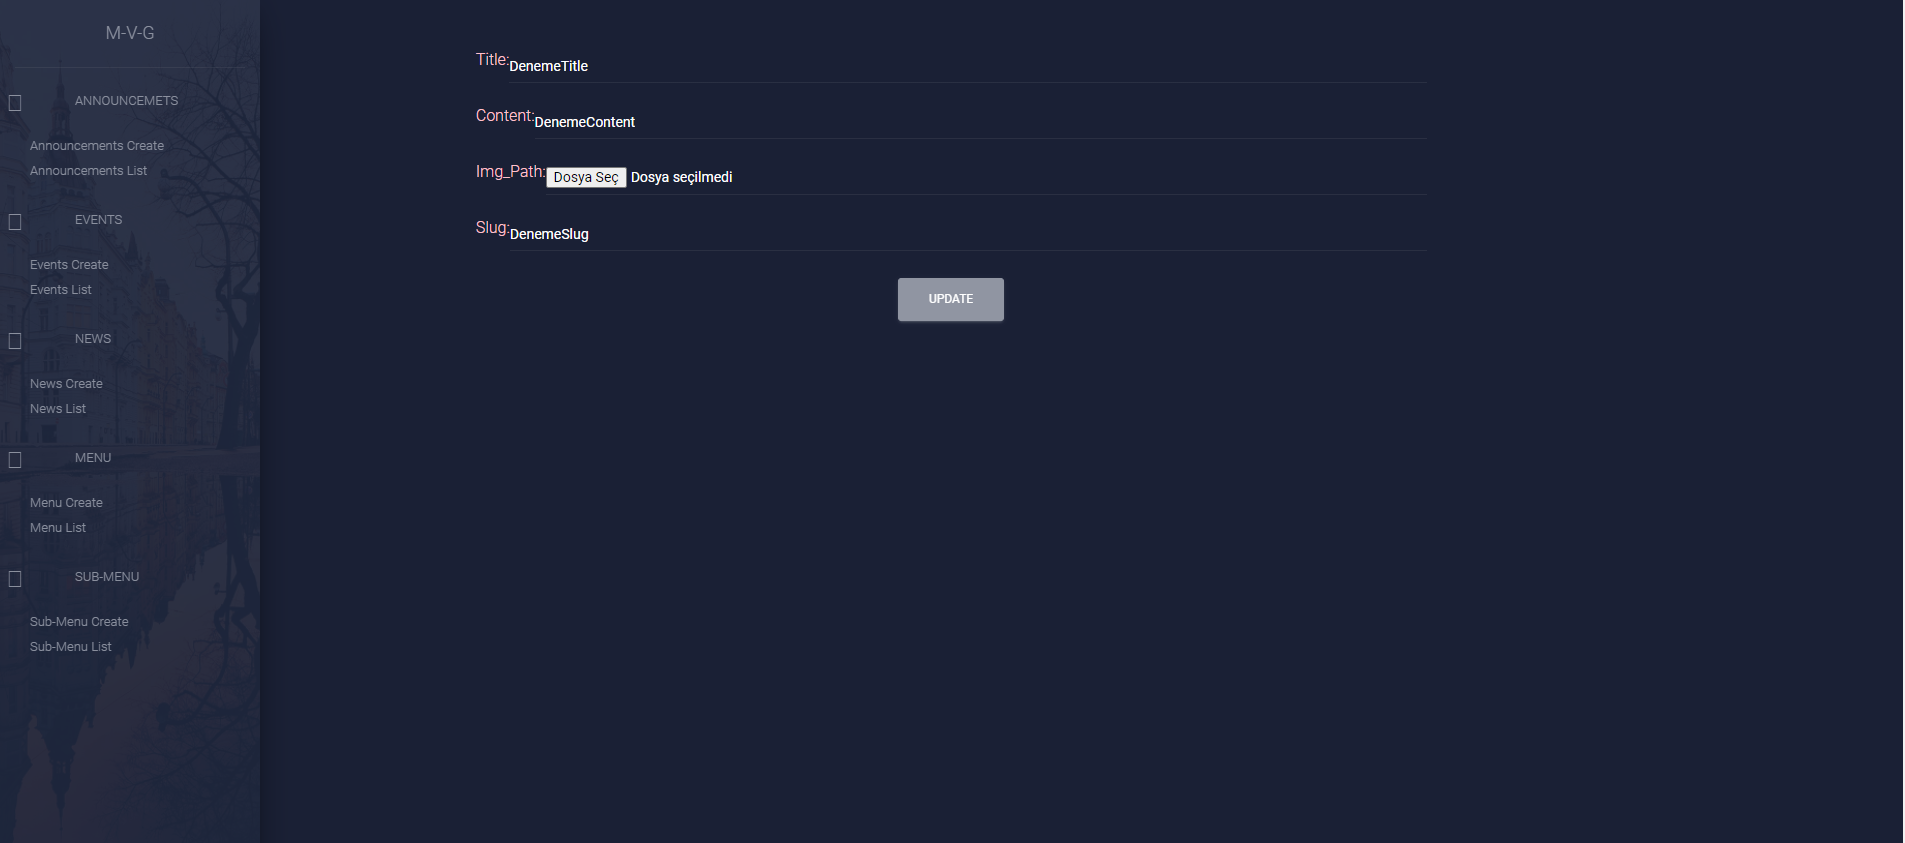 M-V-G
ANNOUNCEMETS
Announcements Create
Announcements List
EVENTS
Events Create
Events List
NEWS
News Create
News List
MENU
Menu Create
Menu List
SUB-MENU
Sub-Menu Create
Sub-Menu List
Title: DenemeTitle
Content: DenemeContent
Img_Path: Dosya Seç Dosya seçilmedi
Slug: DenemeSlug
UPDATE